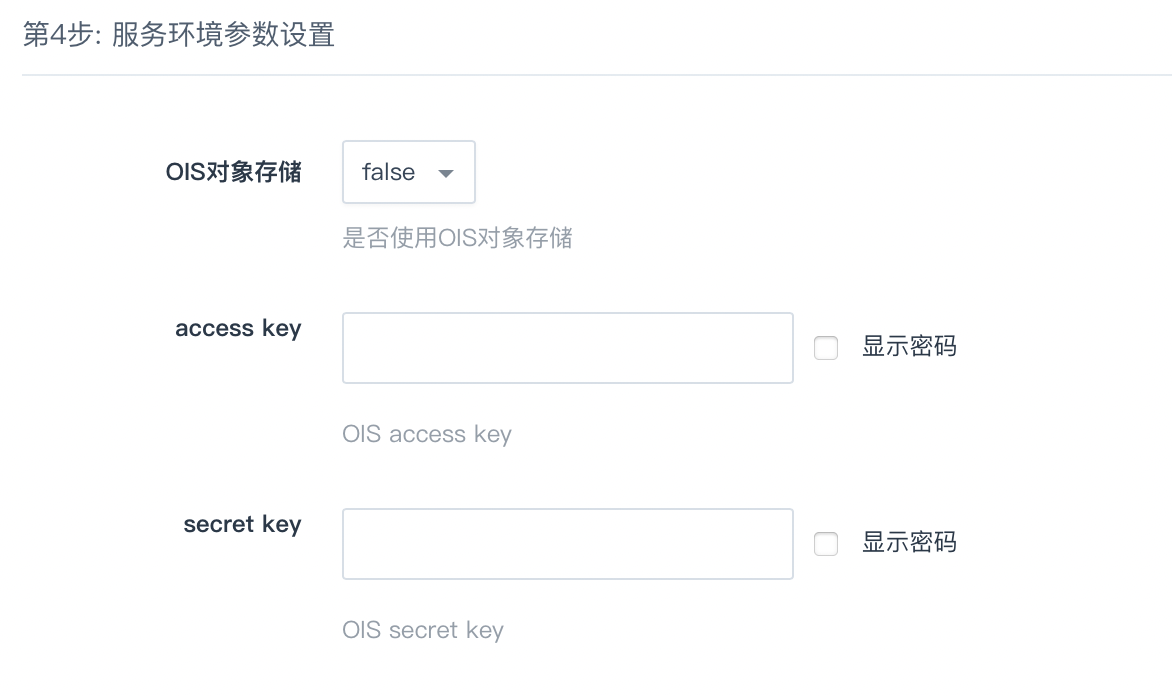 第4步: 服务环境参数设置
OIS对象存储
false
是否使用OIS对象存储
access key
显示密码
OIS access key
secret key
显示密码
OIS secret key